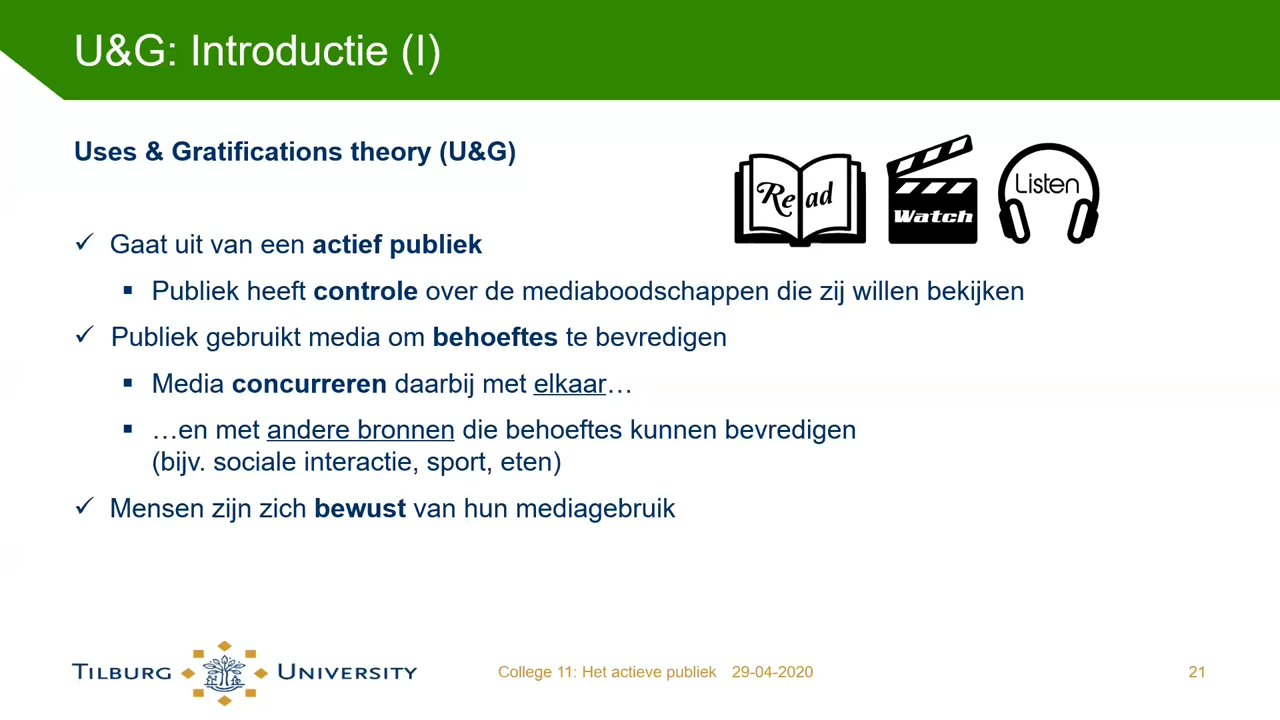 U&G: Introductie (I)
Uses & Gratifications theory (U&G)
Read
Watch
Listen
✓ Gaat uit van een actief publiek
▪ Publiek heeft controle over de mediaboodschappen die zij willen bekijken
✓ Publiek gebruikt media om behoeftes te bevredigen
▪ Media concurreren daarbij met elkaar…
▪ …en met andere bronnen die behoeftes kunnen bevredigen
(bijv. sociale interactie, sport, eten)
✓ Mensen zijn zich bewust van hun mediagebruik
TILBURG UNIVERSITY
College 11: Het actieve publiek 29-04-2020
21